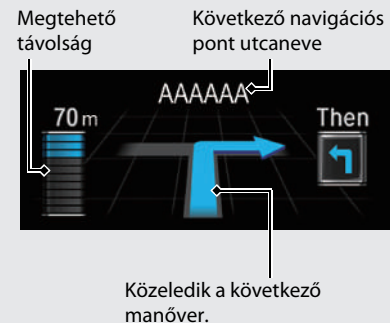 Megtehető
távolság
Következő navigációs
pont utcaneve
AAAAAA
70 m
Then
Közeledik a következő
manőver.